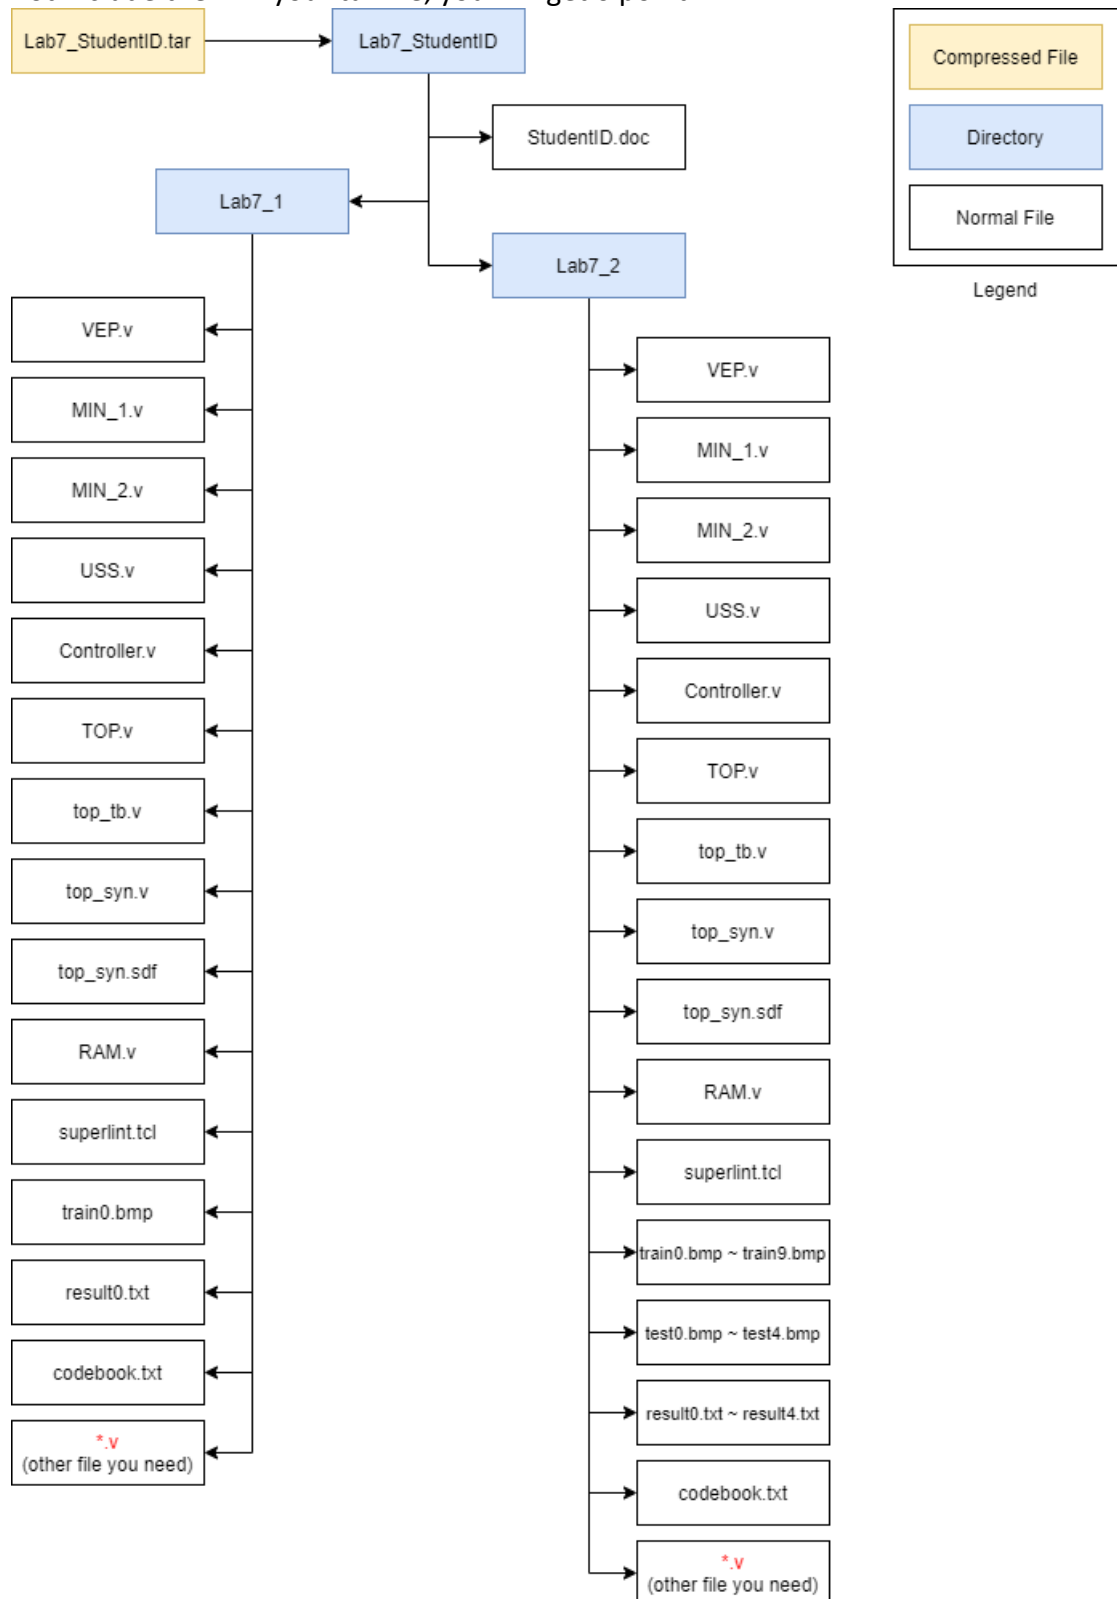 Lab7_StudentID.tar
Lab7_StudentID
Compressed File
Directory
Normal File
Legend
StudentID.doc
Lab7_1
Lab7_2
VEP.v
MIN_1.v
MIN_2.v
USS.v
Controller.v
TOP.v
top_tb.v
top_syn.v
top_syn.sdf
RAM.v
superlint.tcl
train0.bmp
result0.txt
codebook.txt
*.v
(other file you need)
VEP.v
MIN_1.v
MIN_2.v
USS.v
Controller.v
TOP.v
top_tb.v
top_syn.v
top_syn.sdf
RAM.v
superlint.tcl
train0.bmp ~ train9.bmp
test0.bmp ~ test4.bmp
result0.txt ~ result4.txt
codebook.txt
*.v
(other file you need)